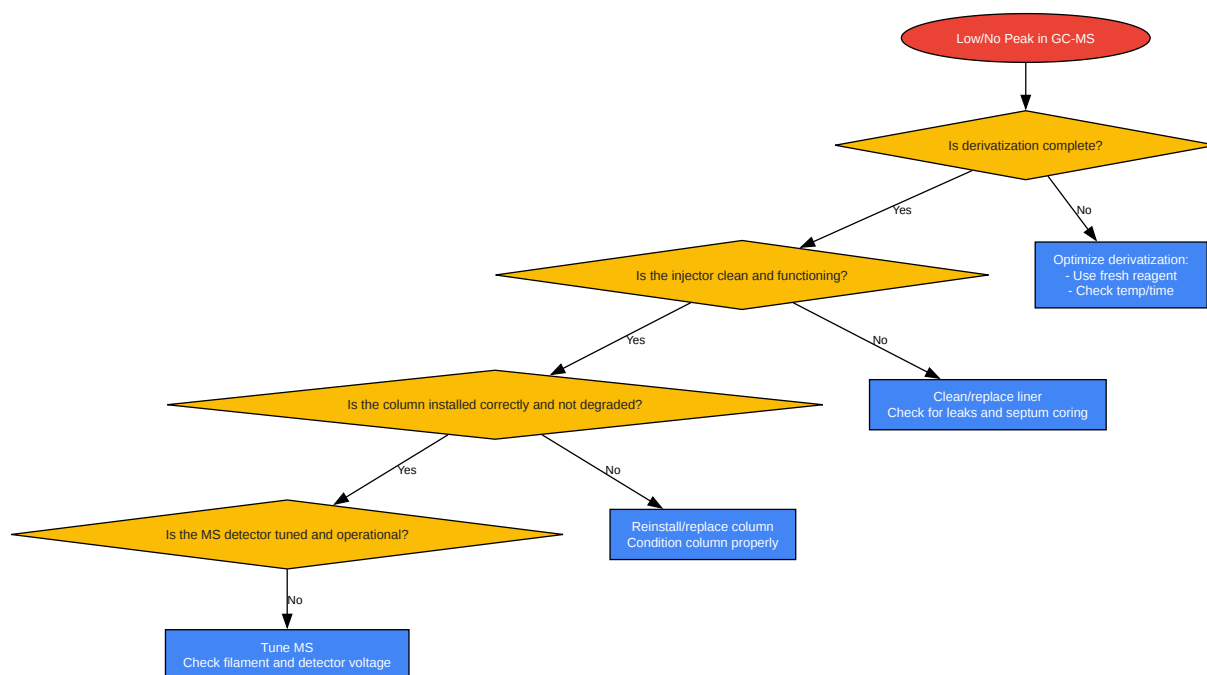 Low/No Peak in GC-MS
Is derivatization complete?
Yes
No
Is the injector clean and functioning?
Optimize derivatization:
- Use fresh reagent
- Check temp/time
Yes
No
Is the column installed correctly and not degraded?
Clean/replace liner
Check for leaks and septum coring
Yes
No
Is the MS detector tuned and operational?
Reinstall/replace column
Condition column properly
No
Tune MS
Check filament and detector voltage